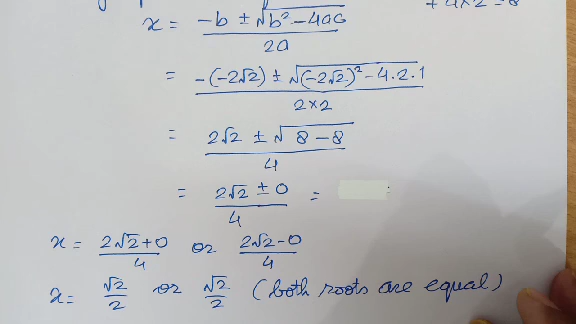 x = (-b ± √(b² - 4ac)) / 2a
= (-(-2√2) ± √((-2√2)² - 4.2.1)) / 2×2
= (2√2 ± √(8 - 8)) / 4
= (2√2 ± 0) / 4 =
x = (2√2+0) / 4 or (2√2-0) / 4
x = √2 / 2 or √2 / 2 (both roots are equal)